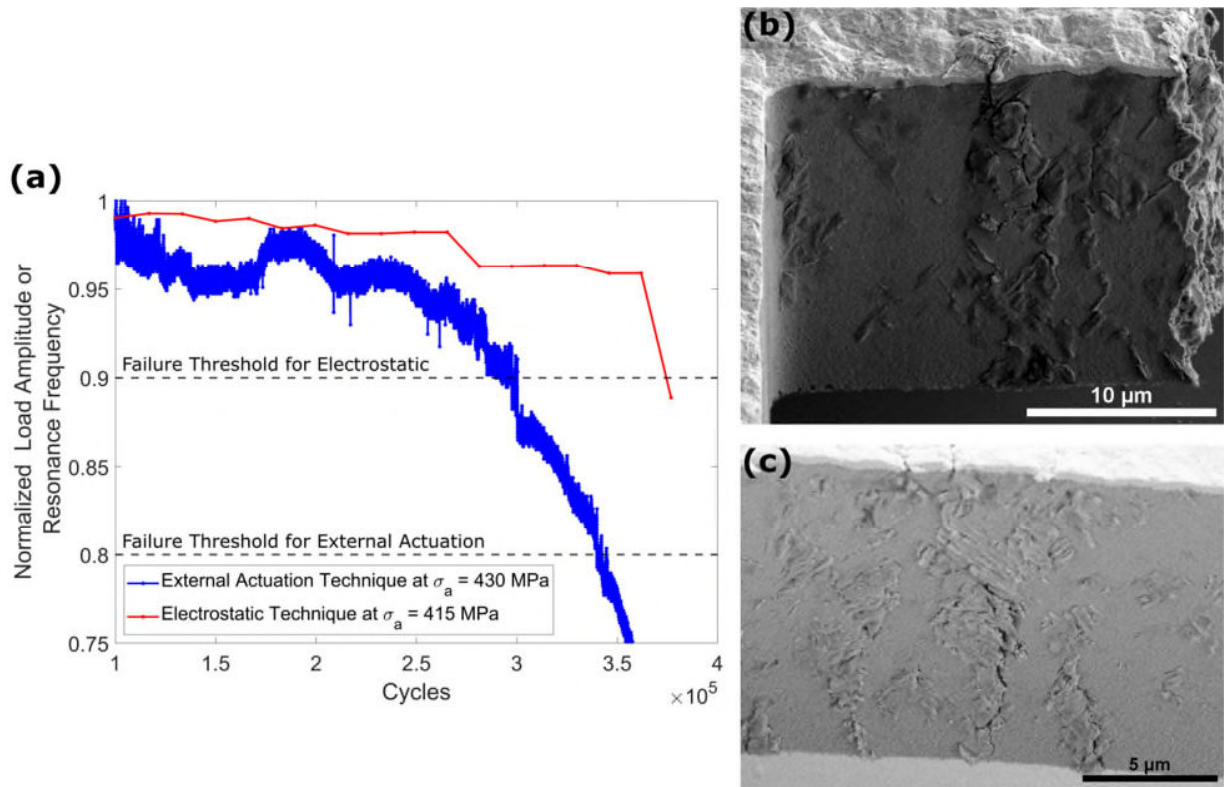 (a)
Normalized Load Amplitude or
Resonance Frequency
1
0.95
0.9
0.85
0.8
0.75
Failure Threshold for Electrostatic
Failure Threshold for External Actuation
External Actuation Technique at σ_a = 430 MPa
Electrostatic Technique at σ_a = 415 MPa
1 1.5 2 2.5 3 3.5 4
×10^5
Cycles
(b)
10 µm
(c)
5 µm